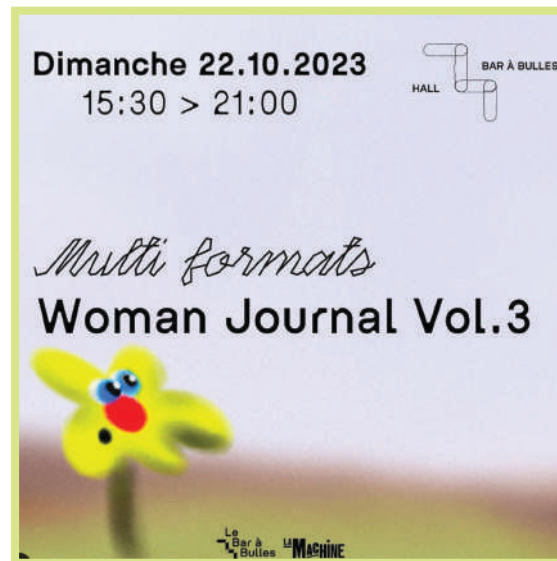 Dimanche 22.10.2023
15:30 > 21:00
BAR À BULLES
HALL
Multi formats
Woman Journal Vol.3
Le
Bar à
Bulles
LA MACHINE